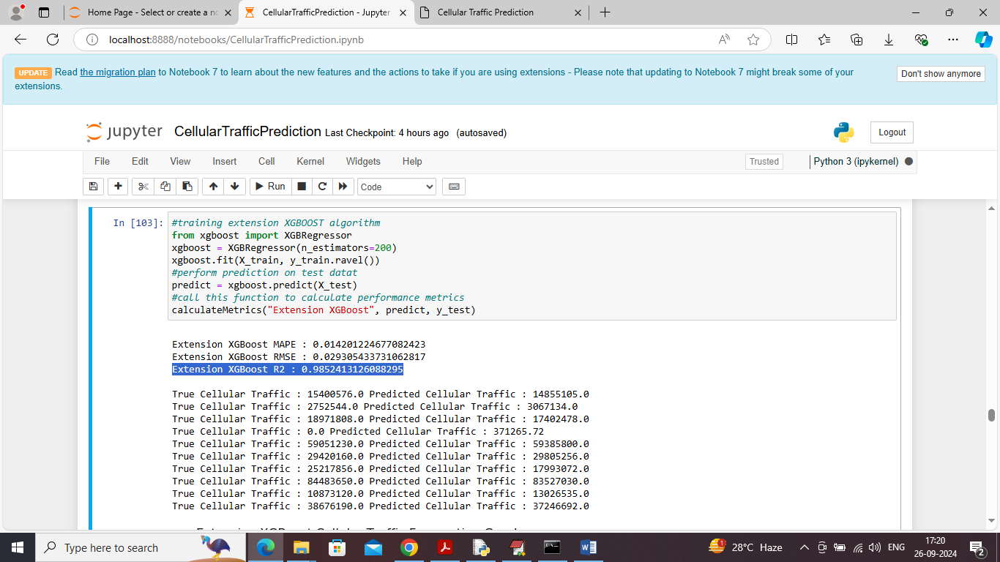 Home Page - Select or create a no
CellularTrafficPrediction - Jupyter
Cellular Traffic Prediction
localhost:8888/notebooks/CellularTrafficPrediction.ipynb
UPDATE Read the migration plan to Notebook 7 to learn about the new features and the actions to take if you are using extensions - Please note that updating to Notebook 7 might break some of your
extensions.
Don't show anymore
jupyter CellularTrafficPrediction Last Checkpoint: 4 hours ago (autosaved)
Logout
File Edit View Insert Cell Kernel Widgets Help
Trusted
Python 3 (ipykernel)
Run
Code
In [103]:
#training extension XGBOOST algorithm
from xgboost import XGBRegressor
xgboost = XGBRegressor(n_estimators=200)
xgboost.fit(X_train, y_train.ravel())
#perform prediction on test datat
predict = xgboost.predict(X_test)
#call this function to calculate performance metrics
calculateMetrics("Extension XGBoost", predict, y_test)
Extension XGBoost MAPE : 0.014201224677082423
Extension XGBoost RMSE : 0.029305433731062817
Extension XGBoost R2 : 0.9852413126088295
True Cellular Traffic : 15400576.0 Predicted Cellular Traffic : 14855105.0
True Cellular Traffic : 2752544.0 Predicted Cellular Traffic : 3067134.0
True Cellular Traffic : 18971808.0 Predicted Cellular Traffic : 17402478.0
True Cellular Traffic : 0.0 Predicted Cellular Traffic : 371265.72
True Cellular Traffic : 59051230.0 Predicted Cellular Traffic : 59385800.0
True Cellular Traffic : 29420160.0 Predicted Cellular Traffic : 29805256.0
True Cellular Traffic : 25217856.0 Predicted Cellular Traffic : 17993072.0
True Cellular Traffic : 84483650.0 Predicted Cellular Traffic : 83527030.0
True Cellular Traffic : 10873120.0 Predicted Cellular Traffic : 13026535.0
True Cellular Traffic : 38676190.0 Predicted Cellular Traffic : 37246692.0
Type here to search
28°C Haze
ENG
17:20
26-09-2024
2